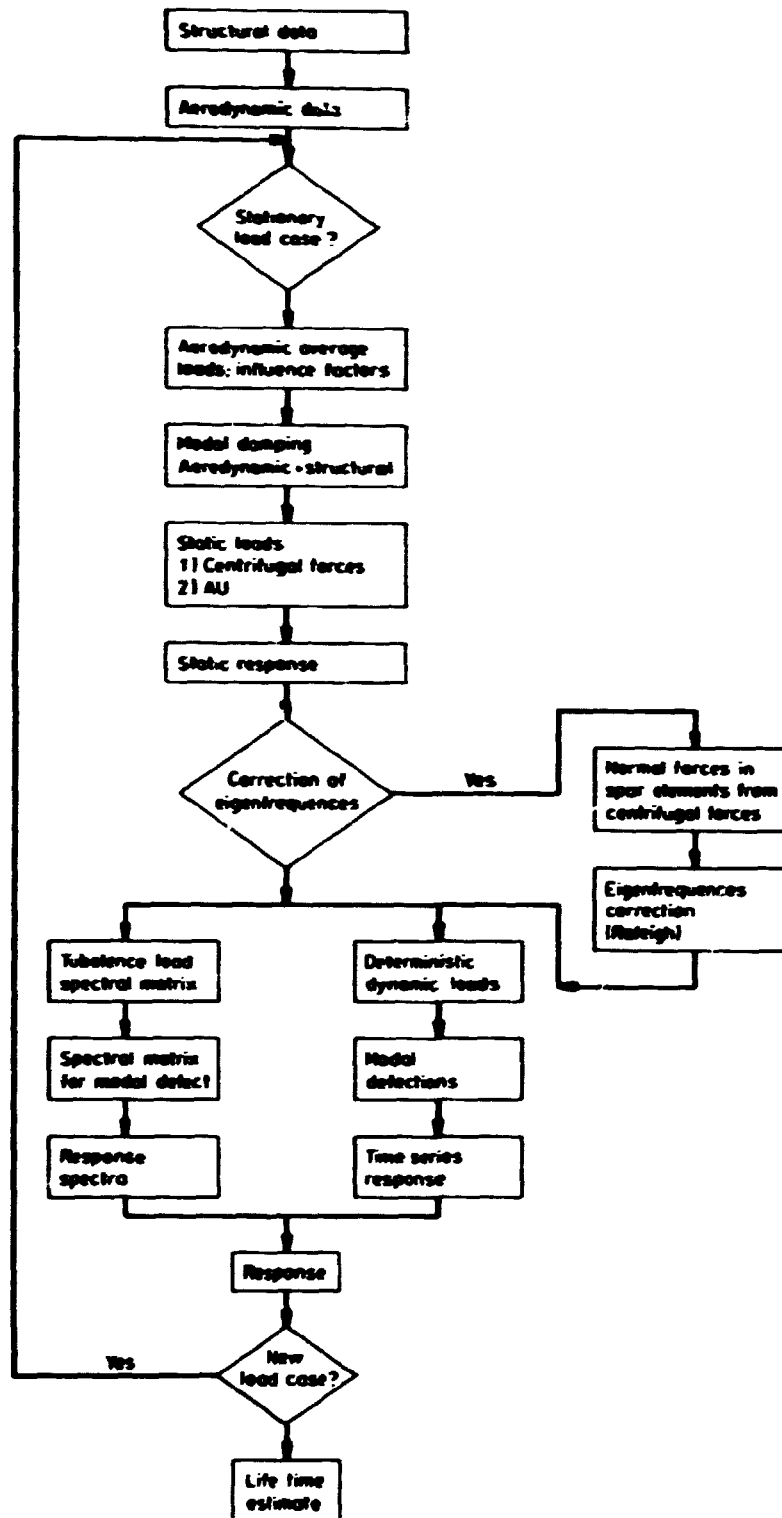 Structural data
Aerodynamic data
Stationary
load case ?
Aerodynamic average
loads, influence factors
Modal damping
Aerodynamic + structural
Static loads
1) Centrifugal forces
2) AU
Static response
Correction of
eigenfrequences
Yes
Normal forces in
spar elements from
centrifugal forces
Eigenfrequences
correction
(Raleigh)
Tubalence load
spectral matrix
Deterministic
dynamic loads
Spectral matrix
for modal deflect
Modal
deflections
Response
spectra
Time series
response
Response
Yes
New
load case?
Life time
estimate